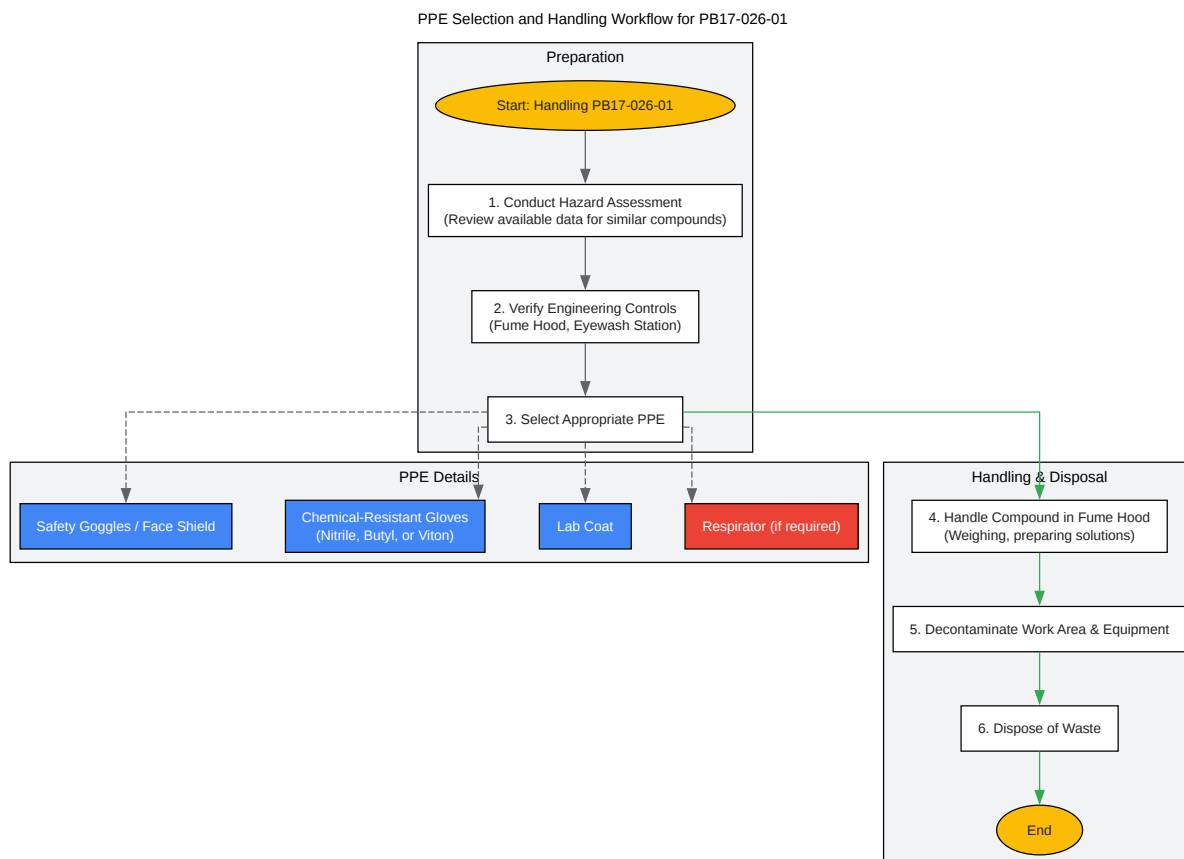 PPE Selection and Handling Workflow for PB17-026-01
Preparation
Start: Handling PB17-026-01
1. Conduct Hazard Assessment
(Review available data for similar compounds)
2. Verify Engineering Controls
(Fume Hood, Eyewash Station)
3. Select Appropriate PPE
PPE Details
Safety Goggles / Face Shield
Chemical-Resistant Gloves
(Nitrile, Butyl, or Viton)
Lab Coat
Respirator (if required)
Handling & Disposal
4. Handle Compound in Fume Hood
(Weighing, preparing solutions)
5. Decontaminate Work Area & Equipment
6. Dispose of Waste
End